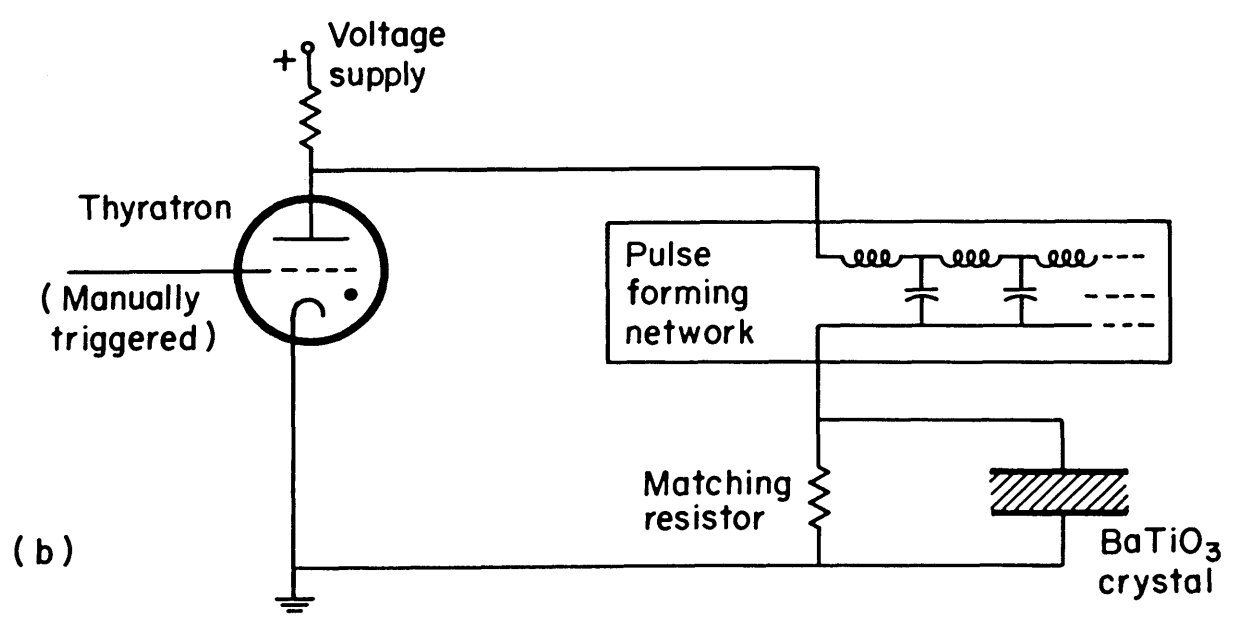 + Voltage
supply
Thyratron
(Manually
triggered)
Pulse
forming
network
Matching
resistor
BaTiO₃
crystal
(b)